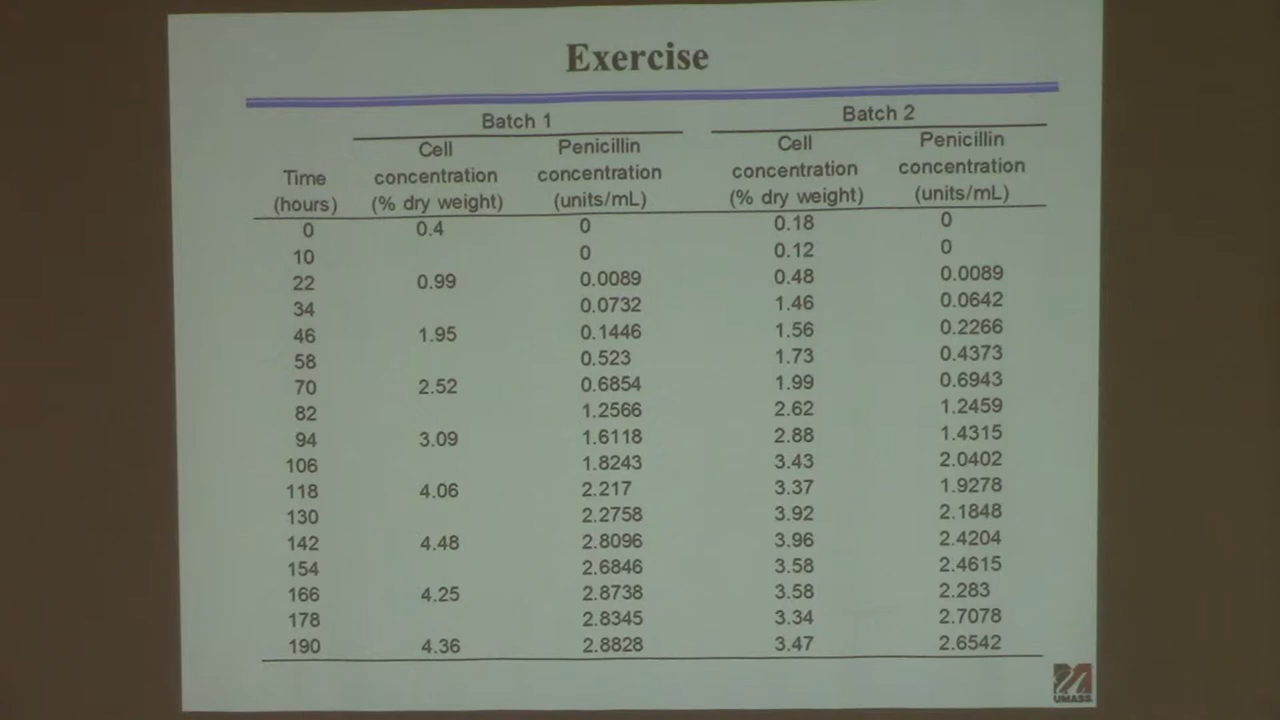 Exercise
Batch 1 Batch 2
Cell Penicillin Cell Penicillin
Time concentration concentration concentration concentration
(hours) (% dry weight) (units/mL) (% dry weight) (units/mL)
0 0.4 0 0.18 0
10 0 0.12 0
22 0.99 0.0089 0.48 0.0089
34 0.0732 1.46 0.0642
46 1.95 0.1446 1.56 0.2266
58 0.523 1.73 0.4373
70 2.52 0.6854 1.99 0.6943
82 1.2566 2.62 1.2459
94 3.09 1.6118 2.88 1.4315
106 1.8243 3.43 2.0402
118 4.06 2.217 3.37 1.9278
130 2.2758 3.92 2.1848
142 4.48 2.8096 3.96 2.4204
154 2.6846 3.58 2.4615
166 4.25 2.8738 3.58 2.283
178 2.8345 3.34 2.7078
190 4.36 2.8828 3.47 2.6542
UMASS